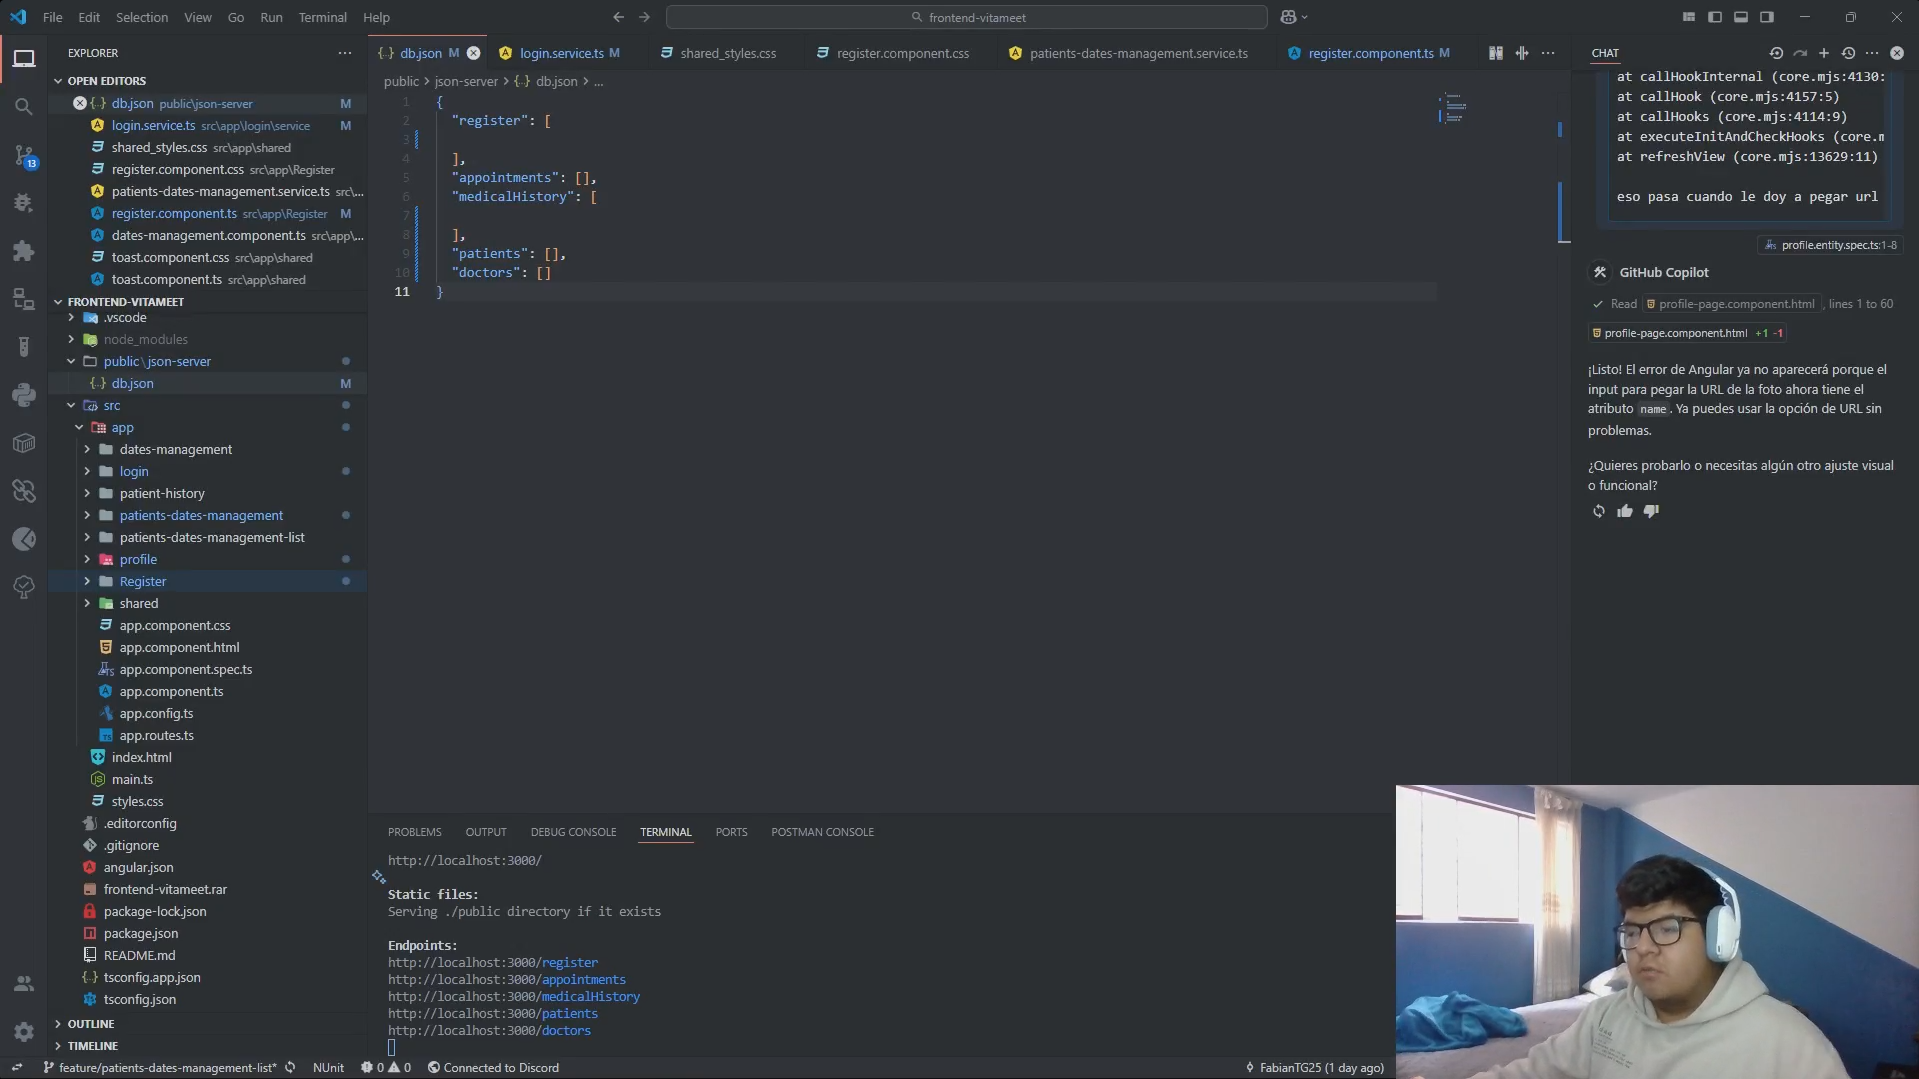 File Edit Selection View Go Run Terminal Help
frontend-vitameet
EXPLORER
OPEN EDITORS
db.json public\json-server M
login.service.ts src\app\login\service M
shared_styles.css src\app\shared
register.component.css src\app\Register
patients-dates-management.service.ts src\...
register.component.ts src\app\Register M
dates-management.component.ts src\app\...
toast.component.css src\app\shared
toast.component.ts src\app\shared
FRONTEND-VITAMEET
.vscode
node_modules
public\json-server
db.json M
src
app
dates-management
login
patient-history
patients-dates-management
patients-dates-management-list
profile
Register
shared
app.component.css
app.component.html
app.component.spec.ts
app.component.ts
app.config.ts
app.routes.ts
index.html
main.ts
styles.css
.editorconfig
.gitignore
angular.json
frontend-vitameet.rar
package-lock.json
package.json
README.md
tsconfig.app.json
tsconfig.json
OUTLINE
TIMELINE
13
db.json M
login.service.ts M
shared_styles.css
register.component.css
patients-dates-management.service.ts
register.component.ts M
public > json-server > db.json > ...
1 {
2 "register": [
3
4 ],
5 "appointments": [],
6 "medicalHistory": [
7
8 ],
9 "patients": [],
10 "doctors": []
11 }
PROBLEMS OUTPUT DEBUG CONSOLE TERMINAL PORTS POSTMAN CONSOLE
http://localhost:3000/
Static files:
Serving ./public directory if it exists
Endpoints:
http://localhost:3000/register
http://localhost:3000/appointments
http://localhost:3000/medicalHistory
http://localhost:3000/patients
http://localhost:3000/doctors
CHAT
at callHookInternal (core.mjs:4130:
at callHook (core.mjs:4157:5)
at callHooks (core.mjs:4114:9)
at executeInitAndCheckHooks (core.m
at refreshView (core.mjs:13629:11)
eso pasa cuando le doy a pegar url
profile.entity.spec.ts:1-8
GitHub Copilot
Read profile-page.component.html, lines 1 to 60
profile-page.component.html +1 -1
¡Listo! El error de Angular ya no aparecerá porque el
input para pegar la URL de la foto ahora tiene el
atributo name. Ya puedes usar la opción de URL sin
problemas.
¿Quieres probarlo o necesitas algún otro ajuste visual
o funcional?
feature/patients-dates-management-list* NUnit 0 0 Connected to Discord
FabianTG25 (1 day ago)